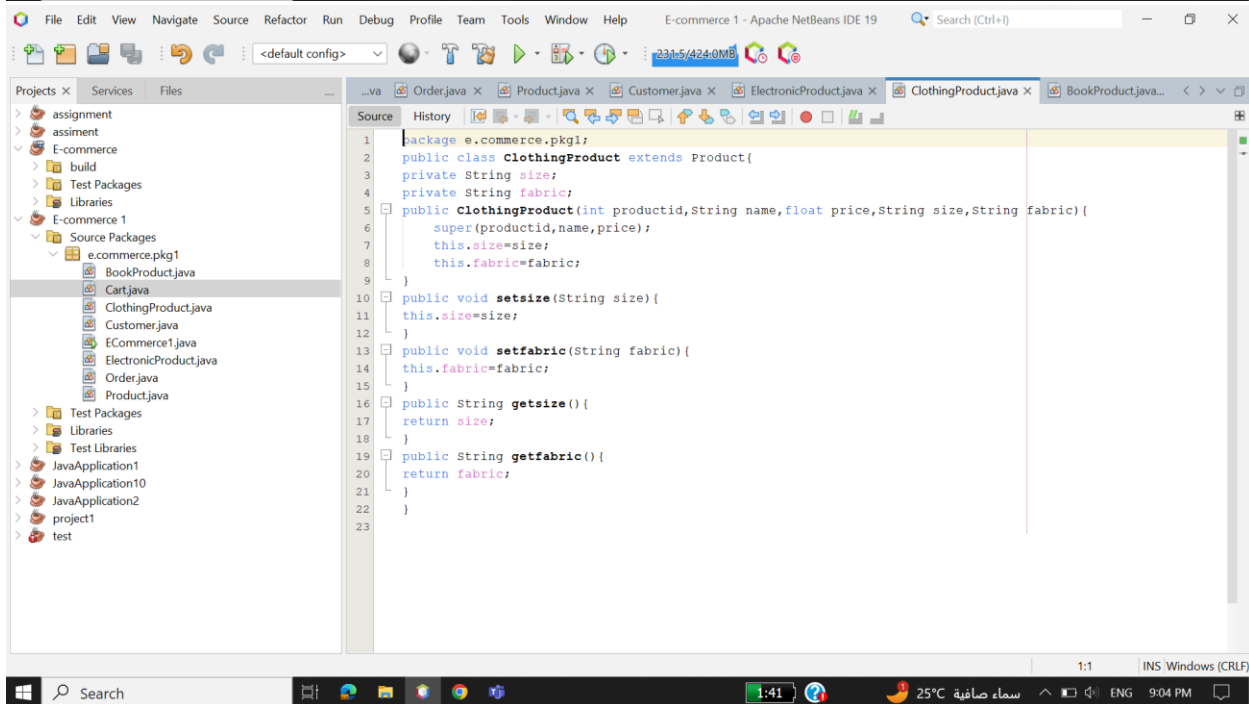 File Edit View Navigate Source Refactor Run Debug Profile Team Tools Window Help E-commerce 1 - Apache NetBeans IDE 19 Search (Ctrl+I)
<default config> 231.5/424.0MB
Projects Services Files
...va Order.java Product.java Customer.java ElectronicProduct.java ClothingProduct.java BookProduct.java...
Source History
assignment
assiment
E-commerce
build
Test Packages
Libraries
E-commerce 1
Source Packages
e.commerce.pkg1
BookProduct.java
Cart.java
ClothingProduct.java
Customer.java
ECommerce1.java
ElectronicProduct.java
Order.java
Product.java
Test Packages
Libraries
Test Libraries
JavaApplication1
JavaApplication10
JavaApplication2
project1
test
1 package e.commerce.pkg1;
2 public class ClothingProduct extends Product{
3 private String size;
4 private String fabric;
5 public ClothingProduct(int productid,String name,float price,String size,String fabric){
6 super(productid,name,price);
7 this.size=size;
8 this.fabric=fabric;
9 }
10 public void setsize(String size){
11 this.size=size;
12 }
13 public void setfabric(String fabric){
14 this.fabric=fabric;
15 }
16 public String getsize(){
17 return size;
18 }
19 public String getfabric(){
20 return fabric;
21 }
22 }
23
1:1 INS Windows (CRLF)
Search 1:41 25°C سماء صافية ENG 9:04 PM